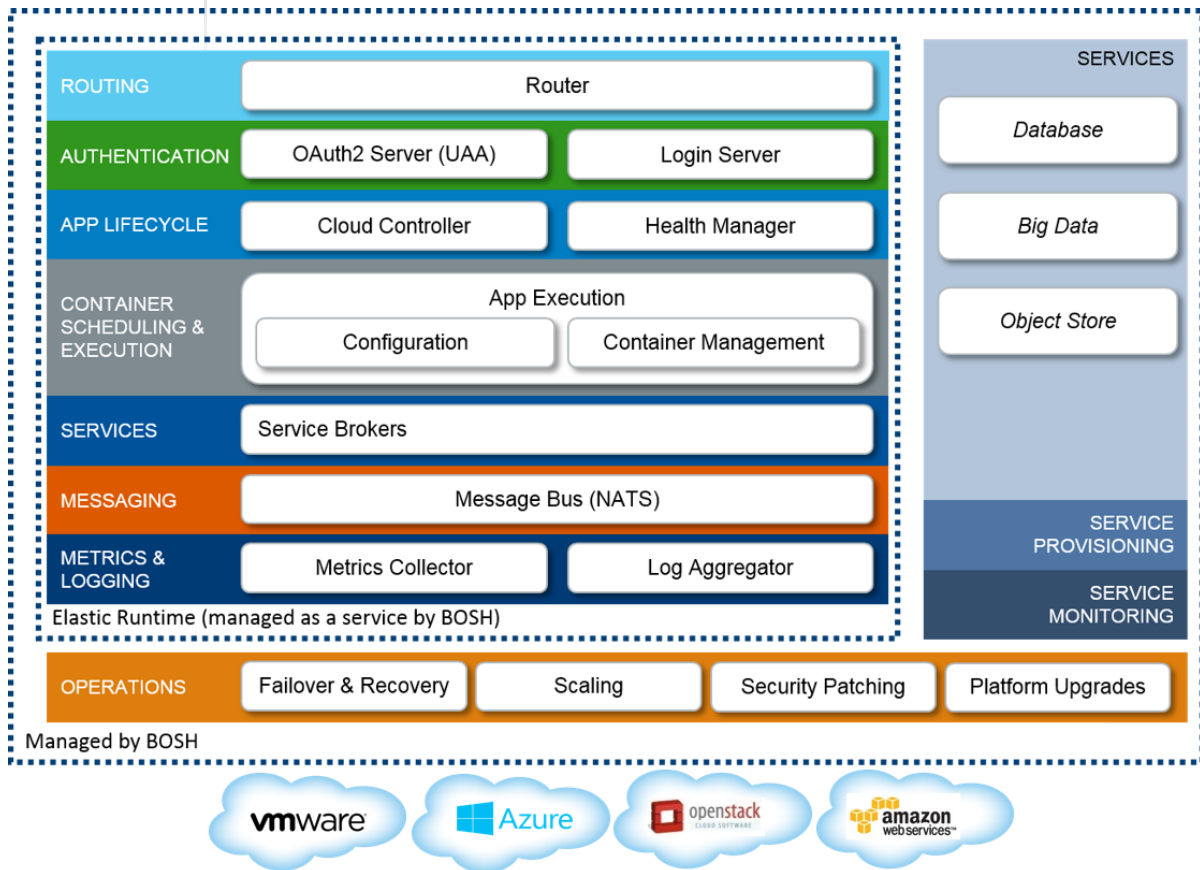 ROUTING
Router
AUTHENTICATION
OAuth2 Server (UAA)
Login Server
APP LIFECYCLE
Cloud Controller
Health Manager
CONTAINER
SCHEDULING &
EXECUTION
App Execution
Configuration
Container Management
SERVICES
Service Brokers
MESSAGING
Message Bus (NATS)
METRICS &
LOGGING
Metrics Collector
Log Aggregator
Elastic Runtime (managed as a service by BOSH)
SERVICES
Database
Big Data
Object Store
SERVICE
PROVISIONING
SERVICE
MONITORING
OPERATIONS
Failover & Recovery
Scaling
Security Patching
Platform Upgrades
Managed by BOSH
vmware
Azure
openstack
CLOUD SOFTWARE
amazon
webservices™